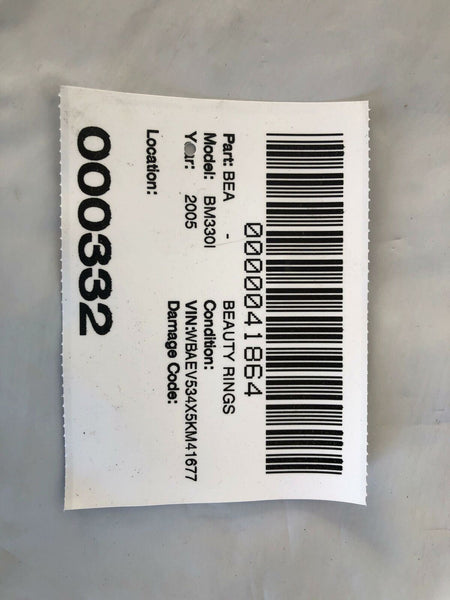 0000041864
Part: BEA - BEAUTY RINGS
Model: BM330I Condition:
Year: 2005 VIN:WBAEV534X5KM41677
Damage Code:
Location:
000332